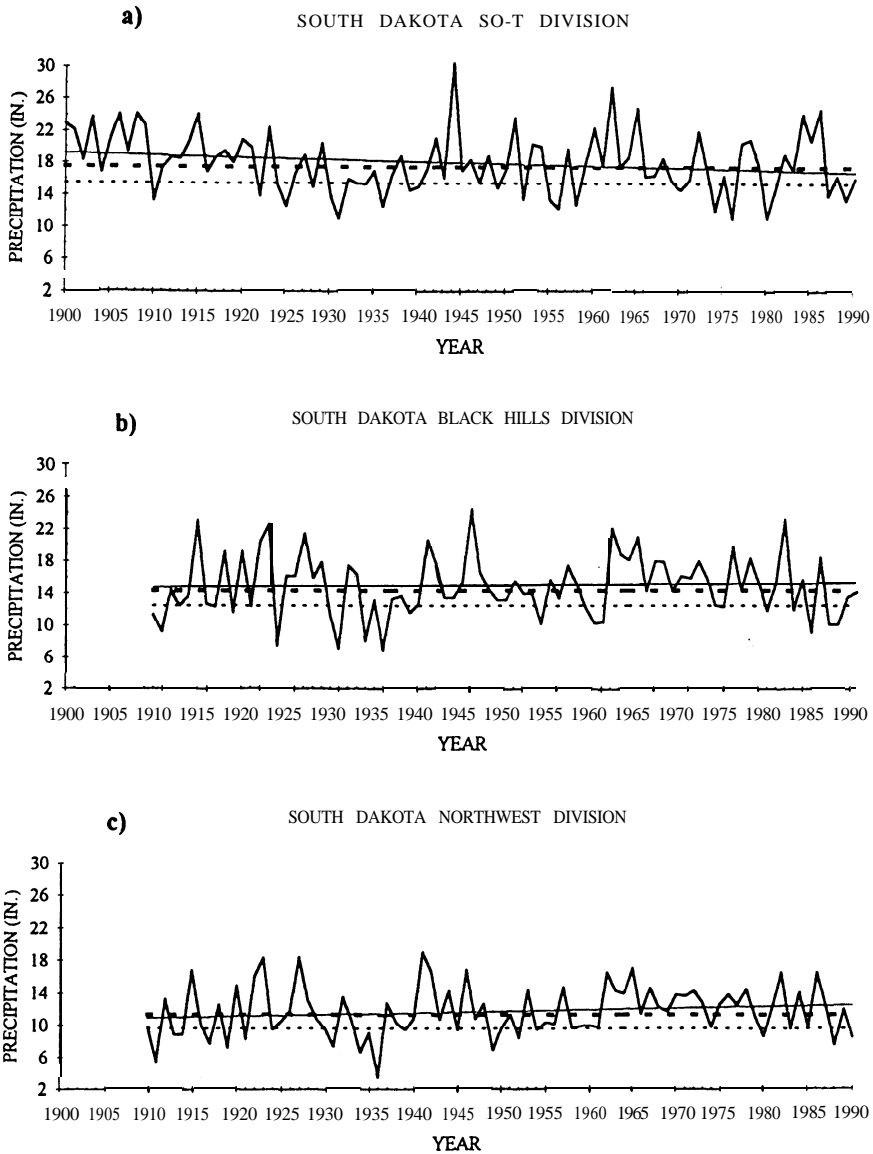 a)
SOUTH DAKOTA SO-T DIVISION
PRECIPITATION (IN.)
30
26
22
18
14
10
6
2
1900 1905 1910 1915 1920 1925 1930 1935 1940 1945 1950 1955 1960 1965 1970 1975 1980 1985 1990
YEAR
b)
SOUTH DAKOTA BLACK HILLS DIVISION
PRECIPITATION (IN.)
30
26
22
18
14
10
6
2
1900 1905 1910 1915 1920 1925 1930 1935 1940 1945 1950 1955 1960 1965 1970 1975 1980 1985 1990
YEAR
c)
SOUTH DAKOTA NORTHWEST DIVISION
PRECIPITATION (IN.)
30
26
22
18
14
10
6
2
1900 1905 1910 1915 1920 1925 1930 1935 1940 1945 1950 1955 1960 1965 1970 1975 1980 1985 1990
YEAR